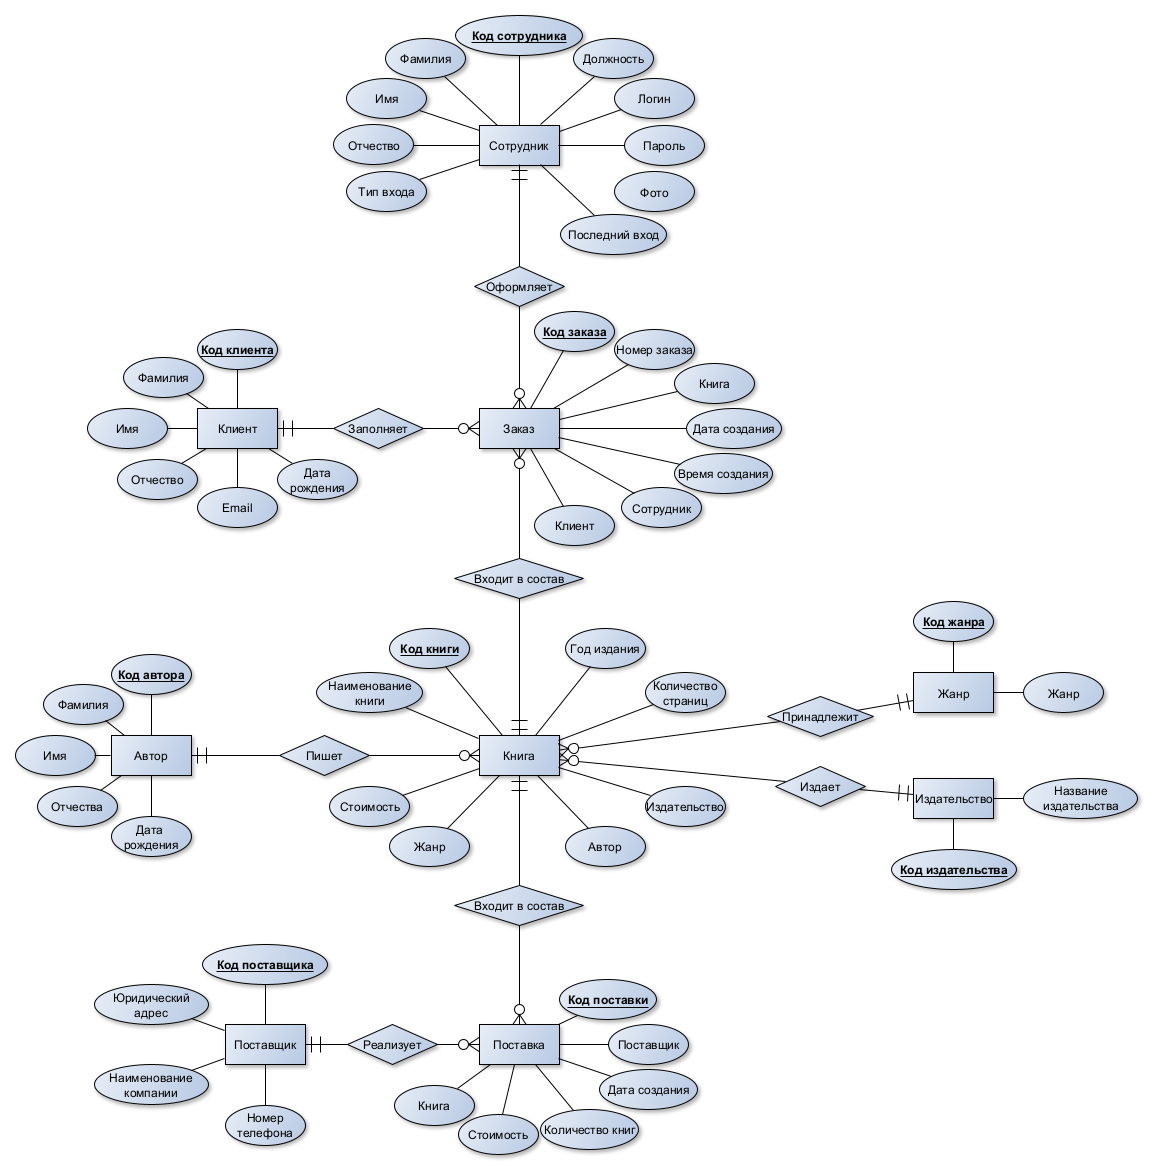 Код сотрудника
Фамилия
Должность
Имя
Логин
Отчество
Сотрудник
Пароль
Тип входа
Фото
Последний вход
Оформляет
Код заказа
Код клиента
Номер заказа
Фамилия
Книга
Имя
Клиент
Заполняет
Заказ
Дата создания
Отчество
Дата
рождения
Время создания
Email
Сотрудник
Клиент
Входит в состав
Код жанра
Код книги
Год издания
Код автора
Наименование
книги
Количество
страниц
Жанр
Жанр
Фамилия
Принадлежит
Имя
Автор
Пишет
Книга
Издает
Издательство
Название
издательства
Отчества
Стоимость
Издательство
Дата
рождения
Жанр
Автор
Код издательства
Входит в состав
Код поставщика
Юридический
адрес
Код поставки
Поставщик
Реализует
Поставка
Поставщик
Наименование
компании
Дата создания
Книга
Номер
телефона
Стоимость
Количество книг